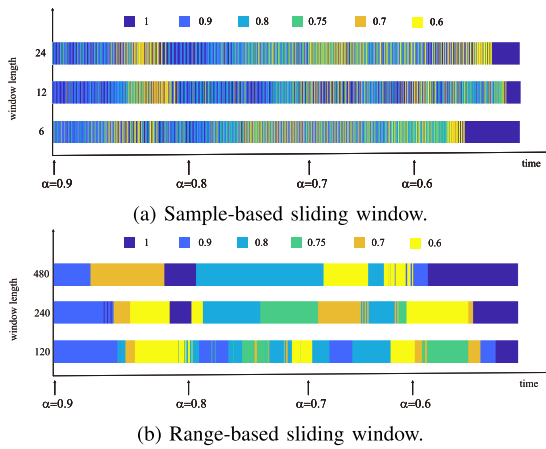 1 0.9 0.8 0.75 0.7 0.6
window length
24
12
6
time
α=0.9 α=0.8 α=0.7 α=0.6
(a) Sample-based sliding window.
1 0.9 0.8 0.75 0.7 0.6
window length
480
240
120
time
α=0.9 α=0.8 α=0.7 α=0.6
(b) Range-based sliding window.